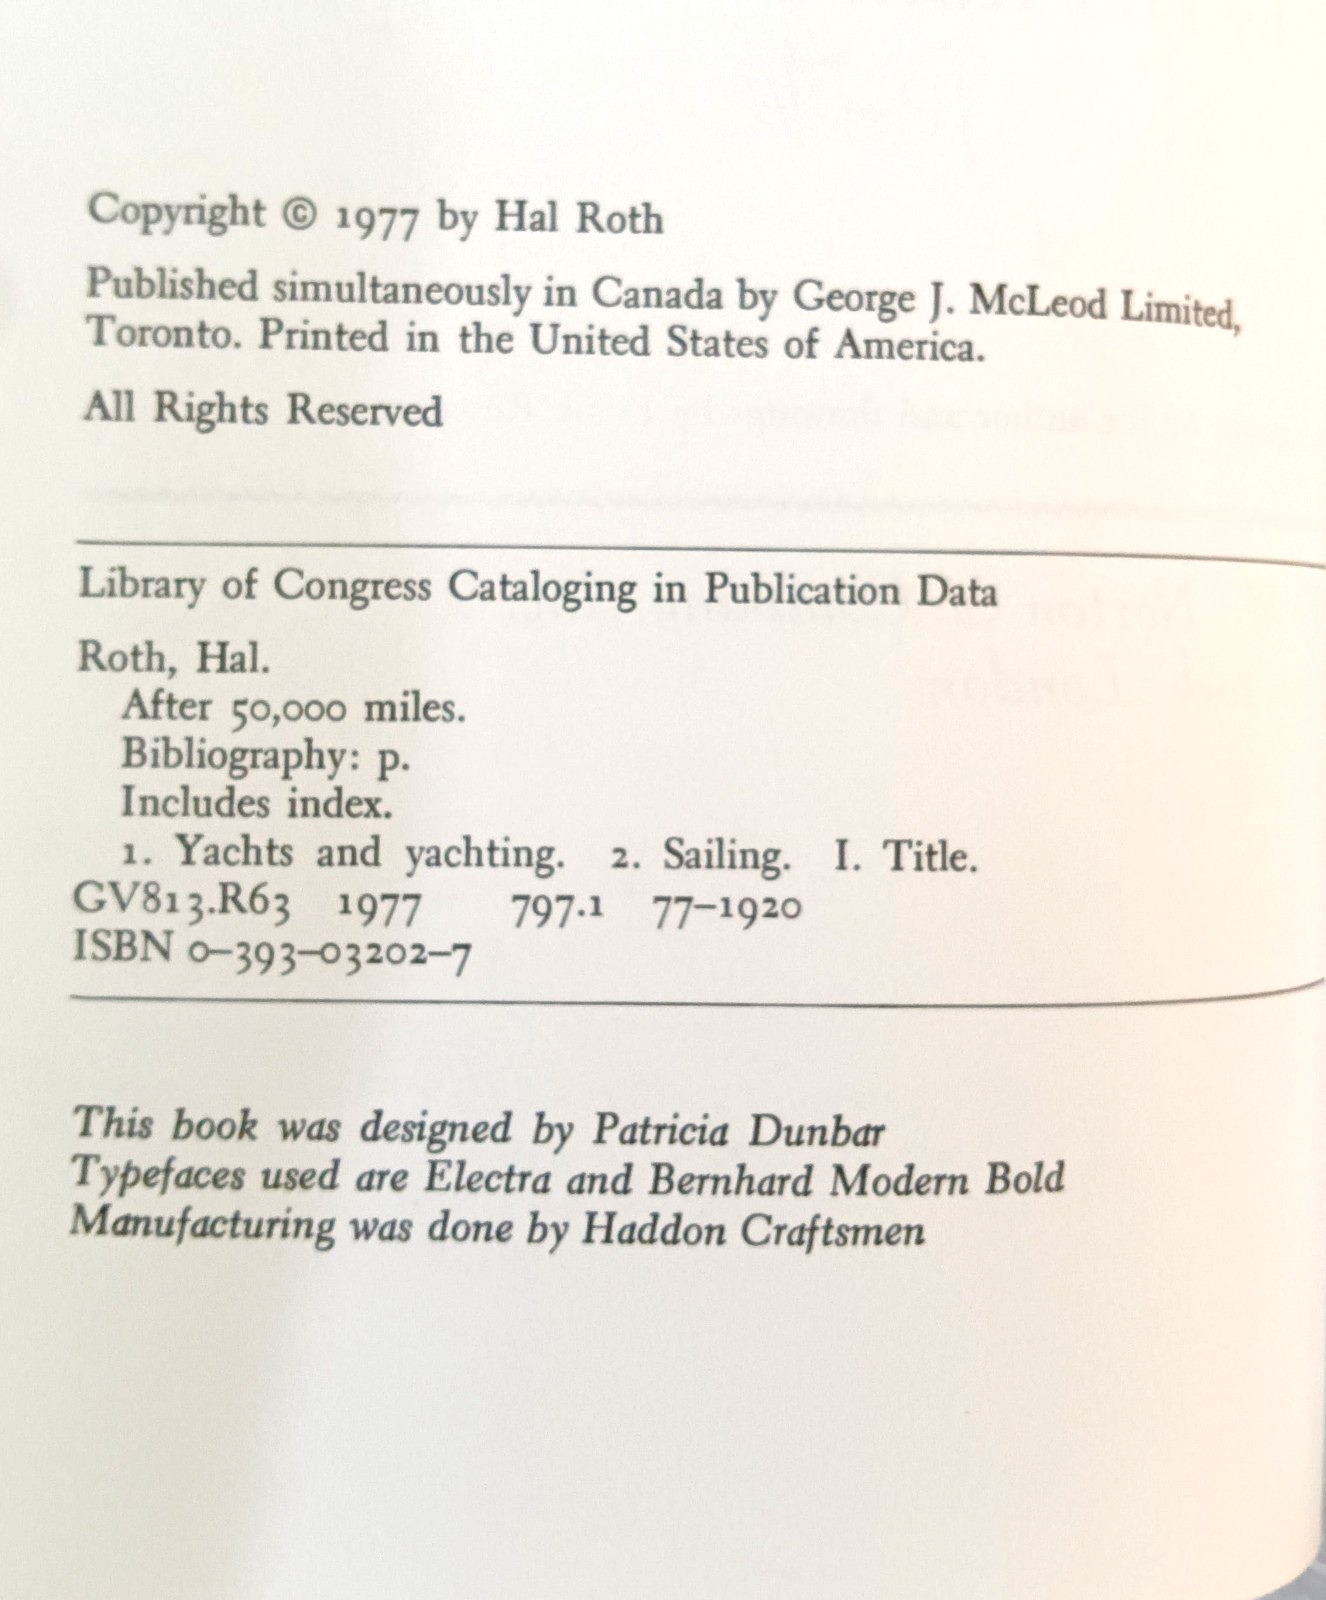 Copyright © 1977 by Hal Roth
Published simultaneously in Canada by George J. McLeod Limited,
Toronto. Printed in the United States of America.
All Rights Reserved
Library of Congress Cataloging in Publication Data
Roth, Hal.
After 50,000 miles.
Bibliography: p.
Includes index.
1. Yachts and yachting. 2. Sailing. I. Title.
GV813.R63 1977 797.1 77–1920
ISBN 0–393–03202–7
This book was designed by Patricia Dunbar
Typefaces used are Electra and Bernhard Modern Bold
Manufacturing was done by Haddon Craftsmen